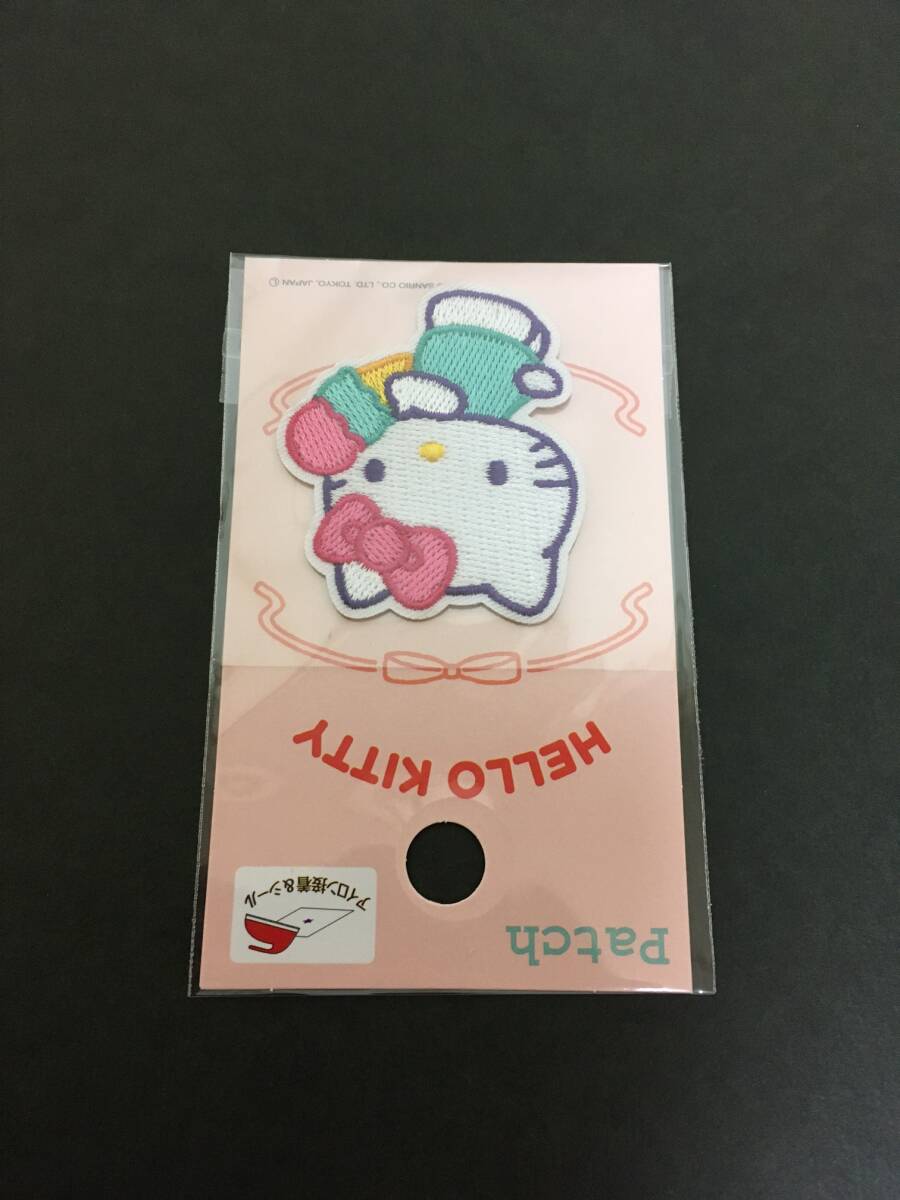 Patch
アイロン接着&シール
HELLO KITTY
SANRIO CO., LTD. TOKYO, JAPAN Ⓛ